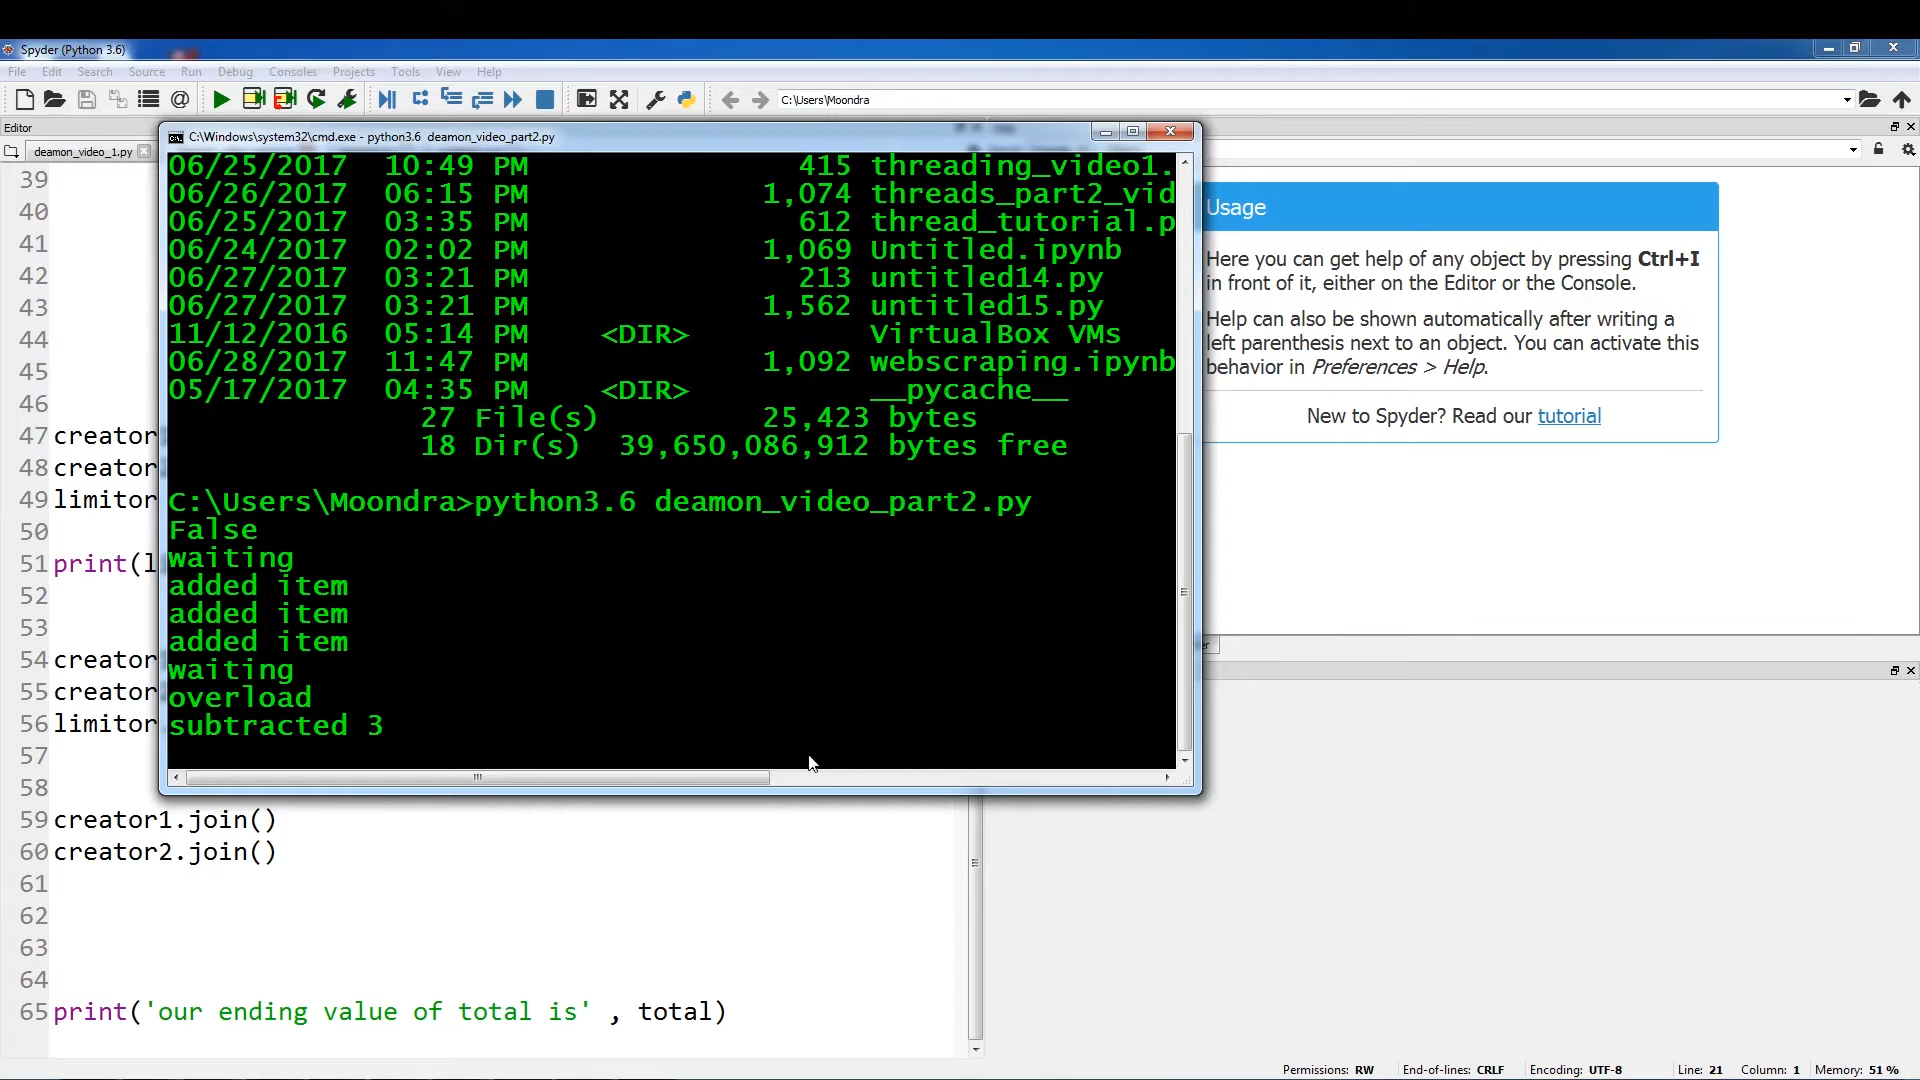 Spyder (Python 3.6)
File Edit Search Source Run Debug Consoles Projects Tools View Help
C:\Users\Moondra
Editor
deamon_video_1.py
C:\Windows\system32\cmd.exe - python3.6 deamon_video_part2.py
06/25/2017 10:49 PM 415 threading_video1.
06/26/2017 06:15 PM 1,074 threads_part2_vid
06/25/2017 03:35 PM 612 thread_tutorial.p
06/24/2017 02:02 PM 1,069 Untitled.ipynb
06/27/2017 03:21 PM 213 untitled14.py
06/27/2017 03:21 PM 1,562 untitled15.py
11/12/2016 05:14 PM <DIR> VirtualBox VMs
06/28/2017 11:47 PM 1,092 webscraping.ipynb
05/17/2017 04:35 PM <DIR> __pycache__
27 File(s) 25,423 bytes
18 Dir(s) 39,650,086,912 bytes free
C:\Users\Moondra>python3.6 deamon_video_part2.py
False
waiting
added item
added item
added item
waiting
overload
subtracted 3
39
40
41
42
43
44
45
46
47 creator
48 creator
49 limitor
50
51 print(l
52
53
54 creator
55 creator
56 limitor
57
58
59 creator1.join()
60 creator2.join()
61
62
63
64
65 print('our ending value of total is' , total)
Usage
Here you can get help of any object by pressing Ctrl+I
in front of it, either on the Editor or the Console.
Help can also be shown automatically after writing a
left parenthesis next to an object. You can activate this
behavior in Preferences > Help.
New to Spyder? Read our tutorial
Permissions: RW End-of-lines: CRLF Encoding: UTF-8 Line: 21 Column: 1 Memory: 51 %